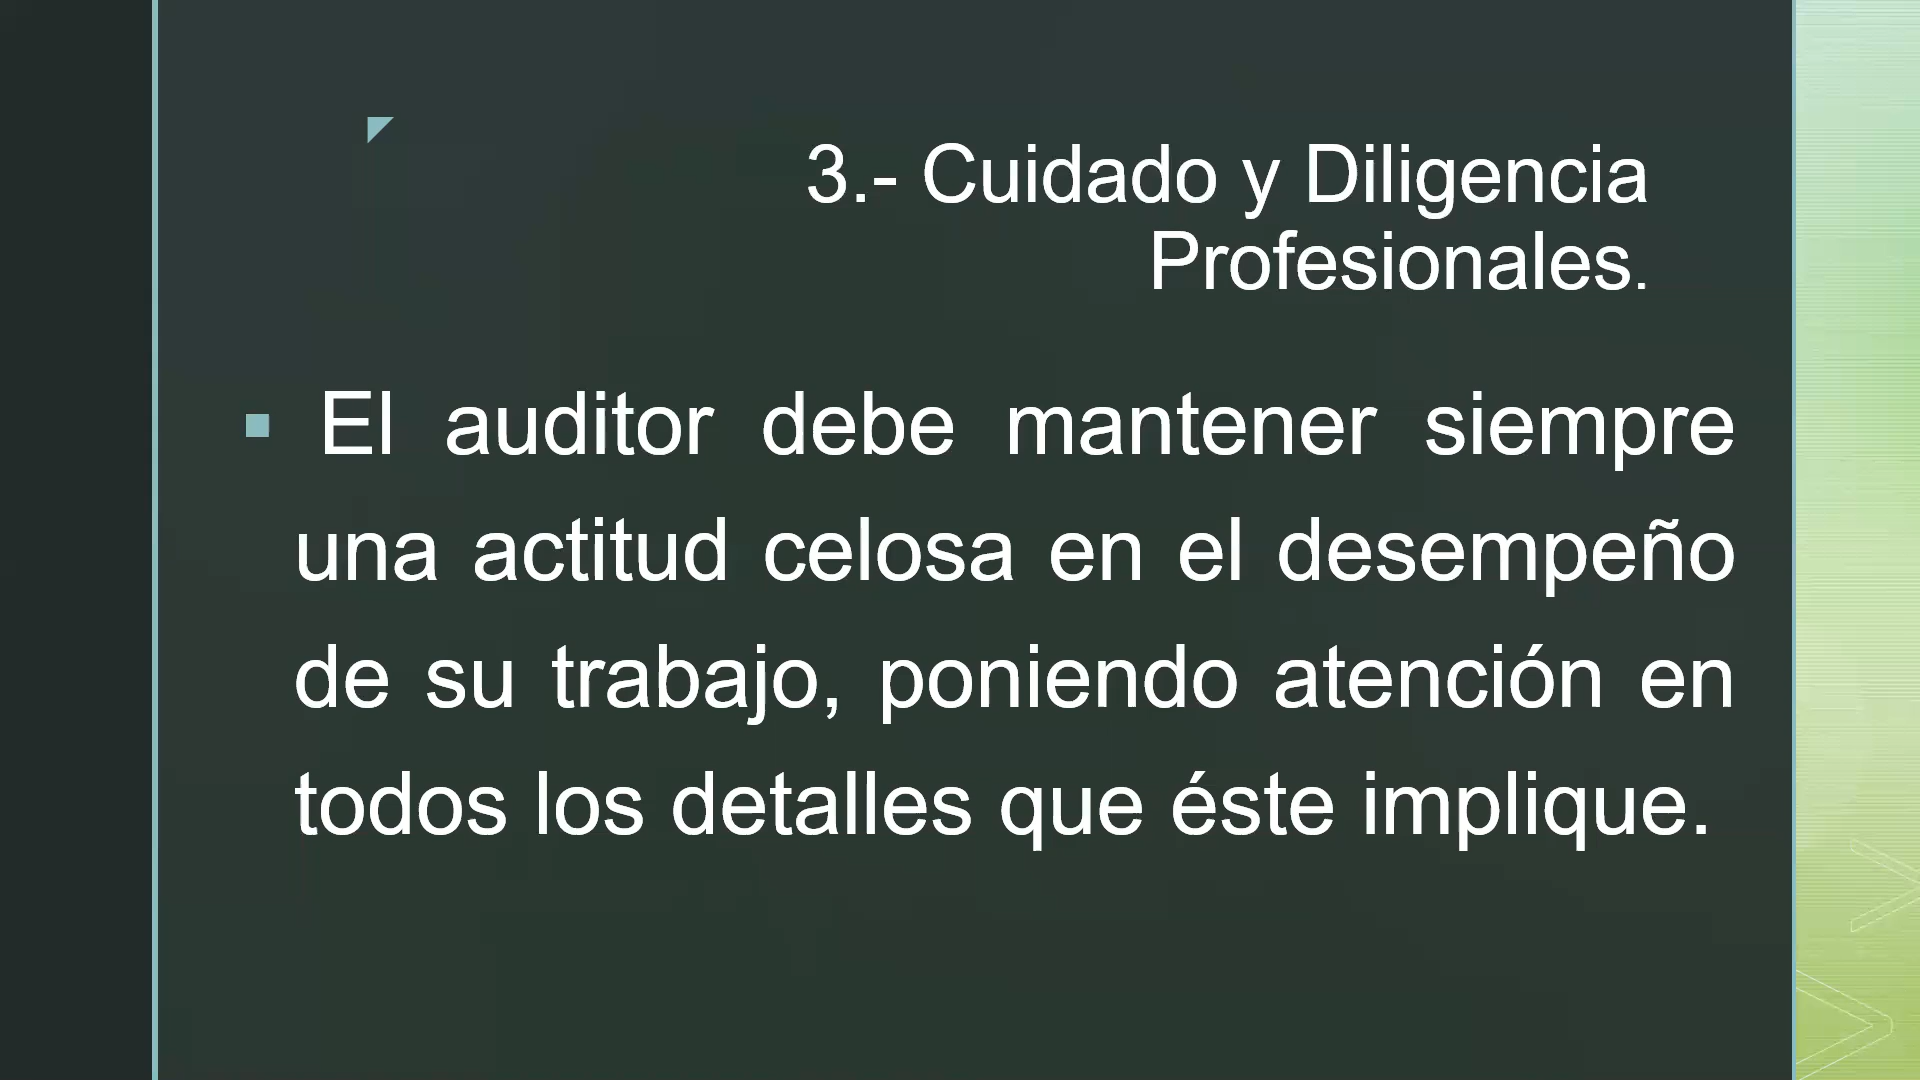 3.- Cuidado y Diligencia
Profesionales.
El auditor debe mantener siempre
una actitud celosa en el desempeño
de su trabajo, poniendo atención en
todos los detalles que éste implique.